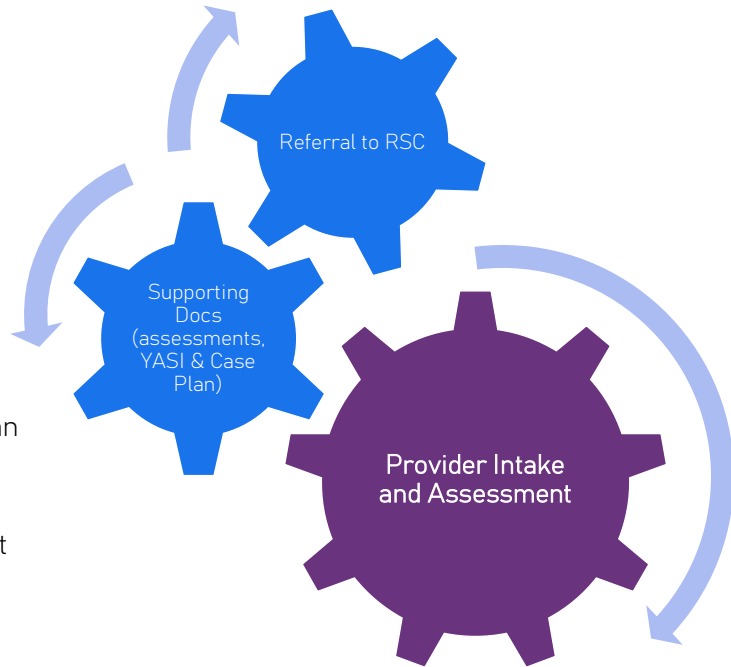 Referral to RSC
Supporting
Docs
(assessments,
YASI & Case
Plan)
Provider Intake
and Assessment